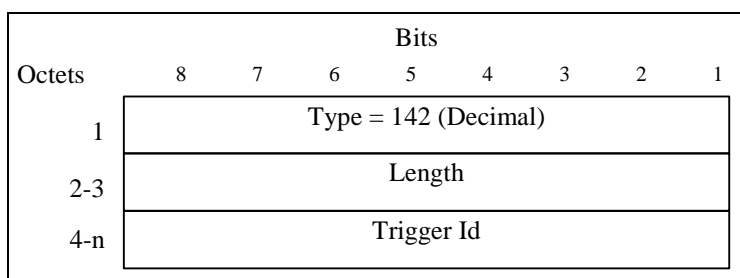 Bits
Octets 8 7 6 5 4 3 2 1
1 Type = 142 (Decimal)
2-3 Length
4-n Trigger Id